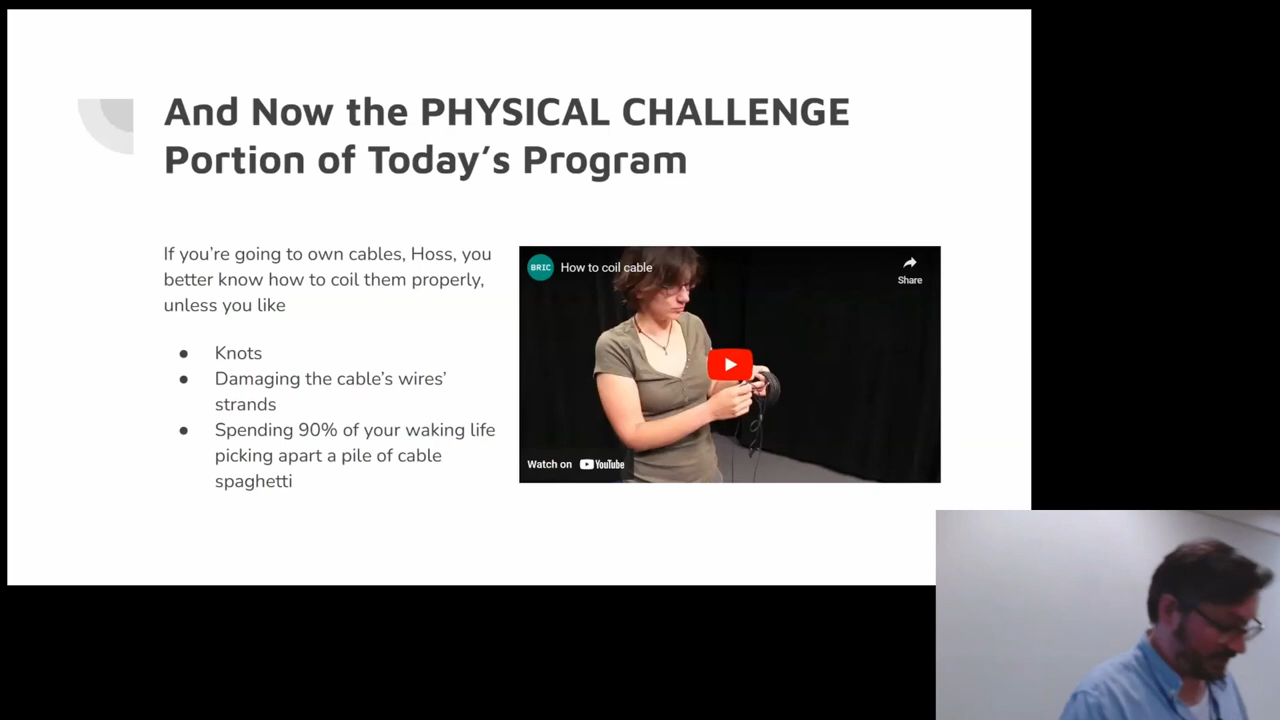 And Now the PHYSICAL CHALLENGE
Portion of Today's Program
If you're going to own cables, Hoss, you
better know how to coil them properly,
unless you like
● Knots
● Damaging the cable's wires'
strands
● Spending 90% of your waking life
picking apart a pile of cable
spaghetti
BRIC How to coil cable
Share
Watch on YouTube